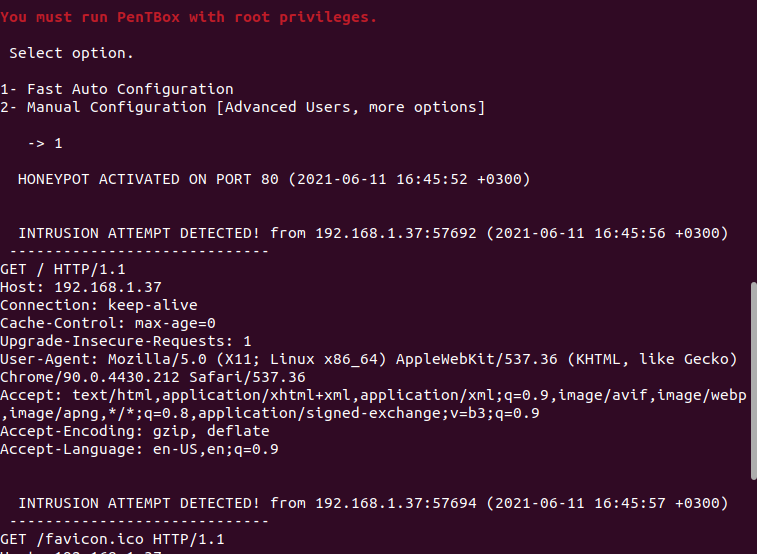 You must run PenTBox with root privileges.
Select option.
1- Fast Auto Configuration
2- Manual Configuration [Advanced Users, more options]
-> 1
HONEYPOT ACTIVATED ON PORT 80 (2021-06-11 16:45:52 +0300)
INTRUSION ATTEMPT DETECTED! from 192.168.1.37:57692 (2021-06-11 16:45:56 +0300)
-----------------------------
GET / HTTP/1.1
Host: 192.168.1.37
Connection: keep-alive
Cache-Control: max-age=0
Upgrade-Insecure-Requests: 1
User-Agent: Mozilla/5.0 (X11; Linux x86_64) AppleWebKit/537.36 (KHTML, like Gecko)
Chrome/90.0.4430.212 Safari/537.36
Accept: text/html,application/xhtml+xml,application/xml;q=0.9,image/avif,image/webp
,image/apng,*/*;q=0.8,application/signed-exchange;v=b3;q=0.9
Accept-Encoding: gzip, deflate
Accept-Language: en-US,en;q=0.9
INTRUSION ATTEMPT DETECTED! from 192.168.1.37:57694 (2021-06-11 16:45:57 +0300)
-----------------------------
GET /favicon.ico HTTP/1.1